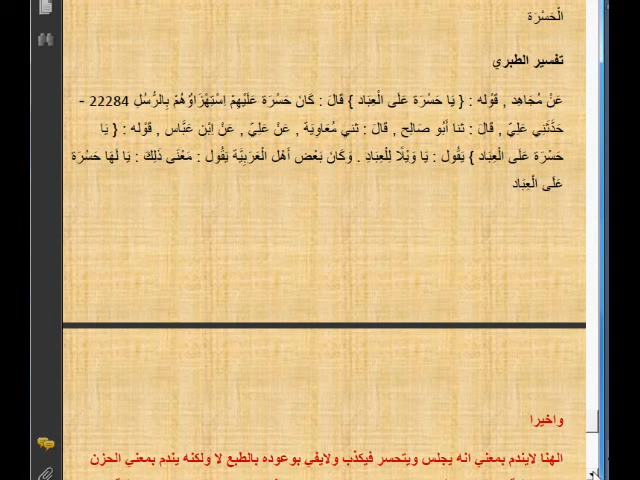 الْحَسْرَة
تفسير الطبري
عَنْ مُجَاهِد , قَوْله : { يَا حَسْرَة عَلَى الْعِبَاد } قَالَ : كَانَ حَسْرَة عَلَيْهِمْ اِسْتِهْزَاؤُهُمْ بِالرُّسُلِ 22284 -
حَدَّثَنِي عَلِيّ , قَالَ : ثنا أَبُو صَالِح , قَالَ : ثني مُعَاوِيَة , عَنْ عَلِيّ , عَنْ اِبْن عَبَّاس , قَوْله : { يَا
حَسْرَة عَلَى الْعِبَاد } يَقُول : يَا وَيْلًا لِلْعِبَادِ . وَكَانَ بَعْض أَهْل الْعَرَبِيَّة يَقُول : مَعْنَى ذَلِكَ : يَا لَهَا حَسْرَة
عَلَى الْعِبَاد
واخيرا
الهنا لايندم بمعني انه يجلس ويتحسر فيكذب ولايفي بوعوده بالطبع لا ولكنه يندم بمعني الحزن